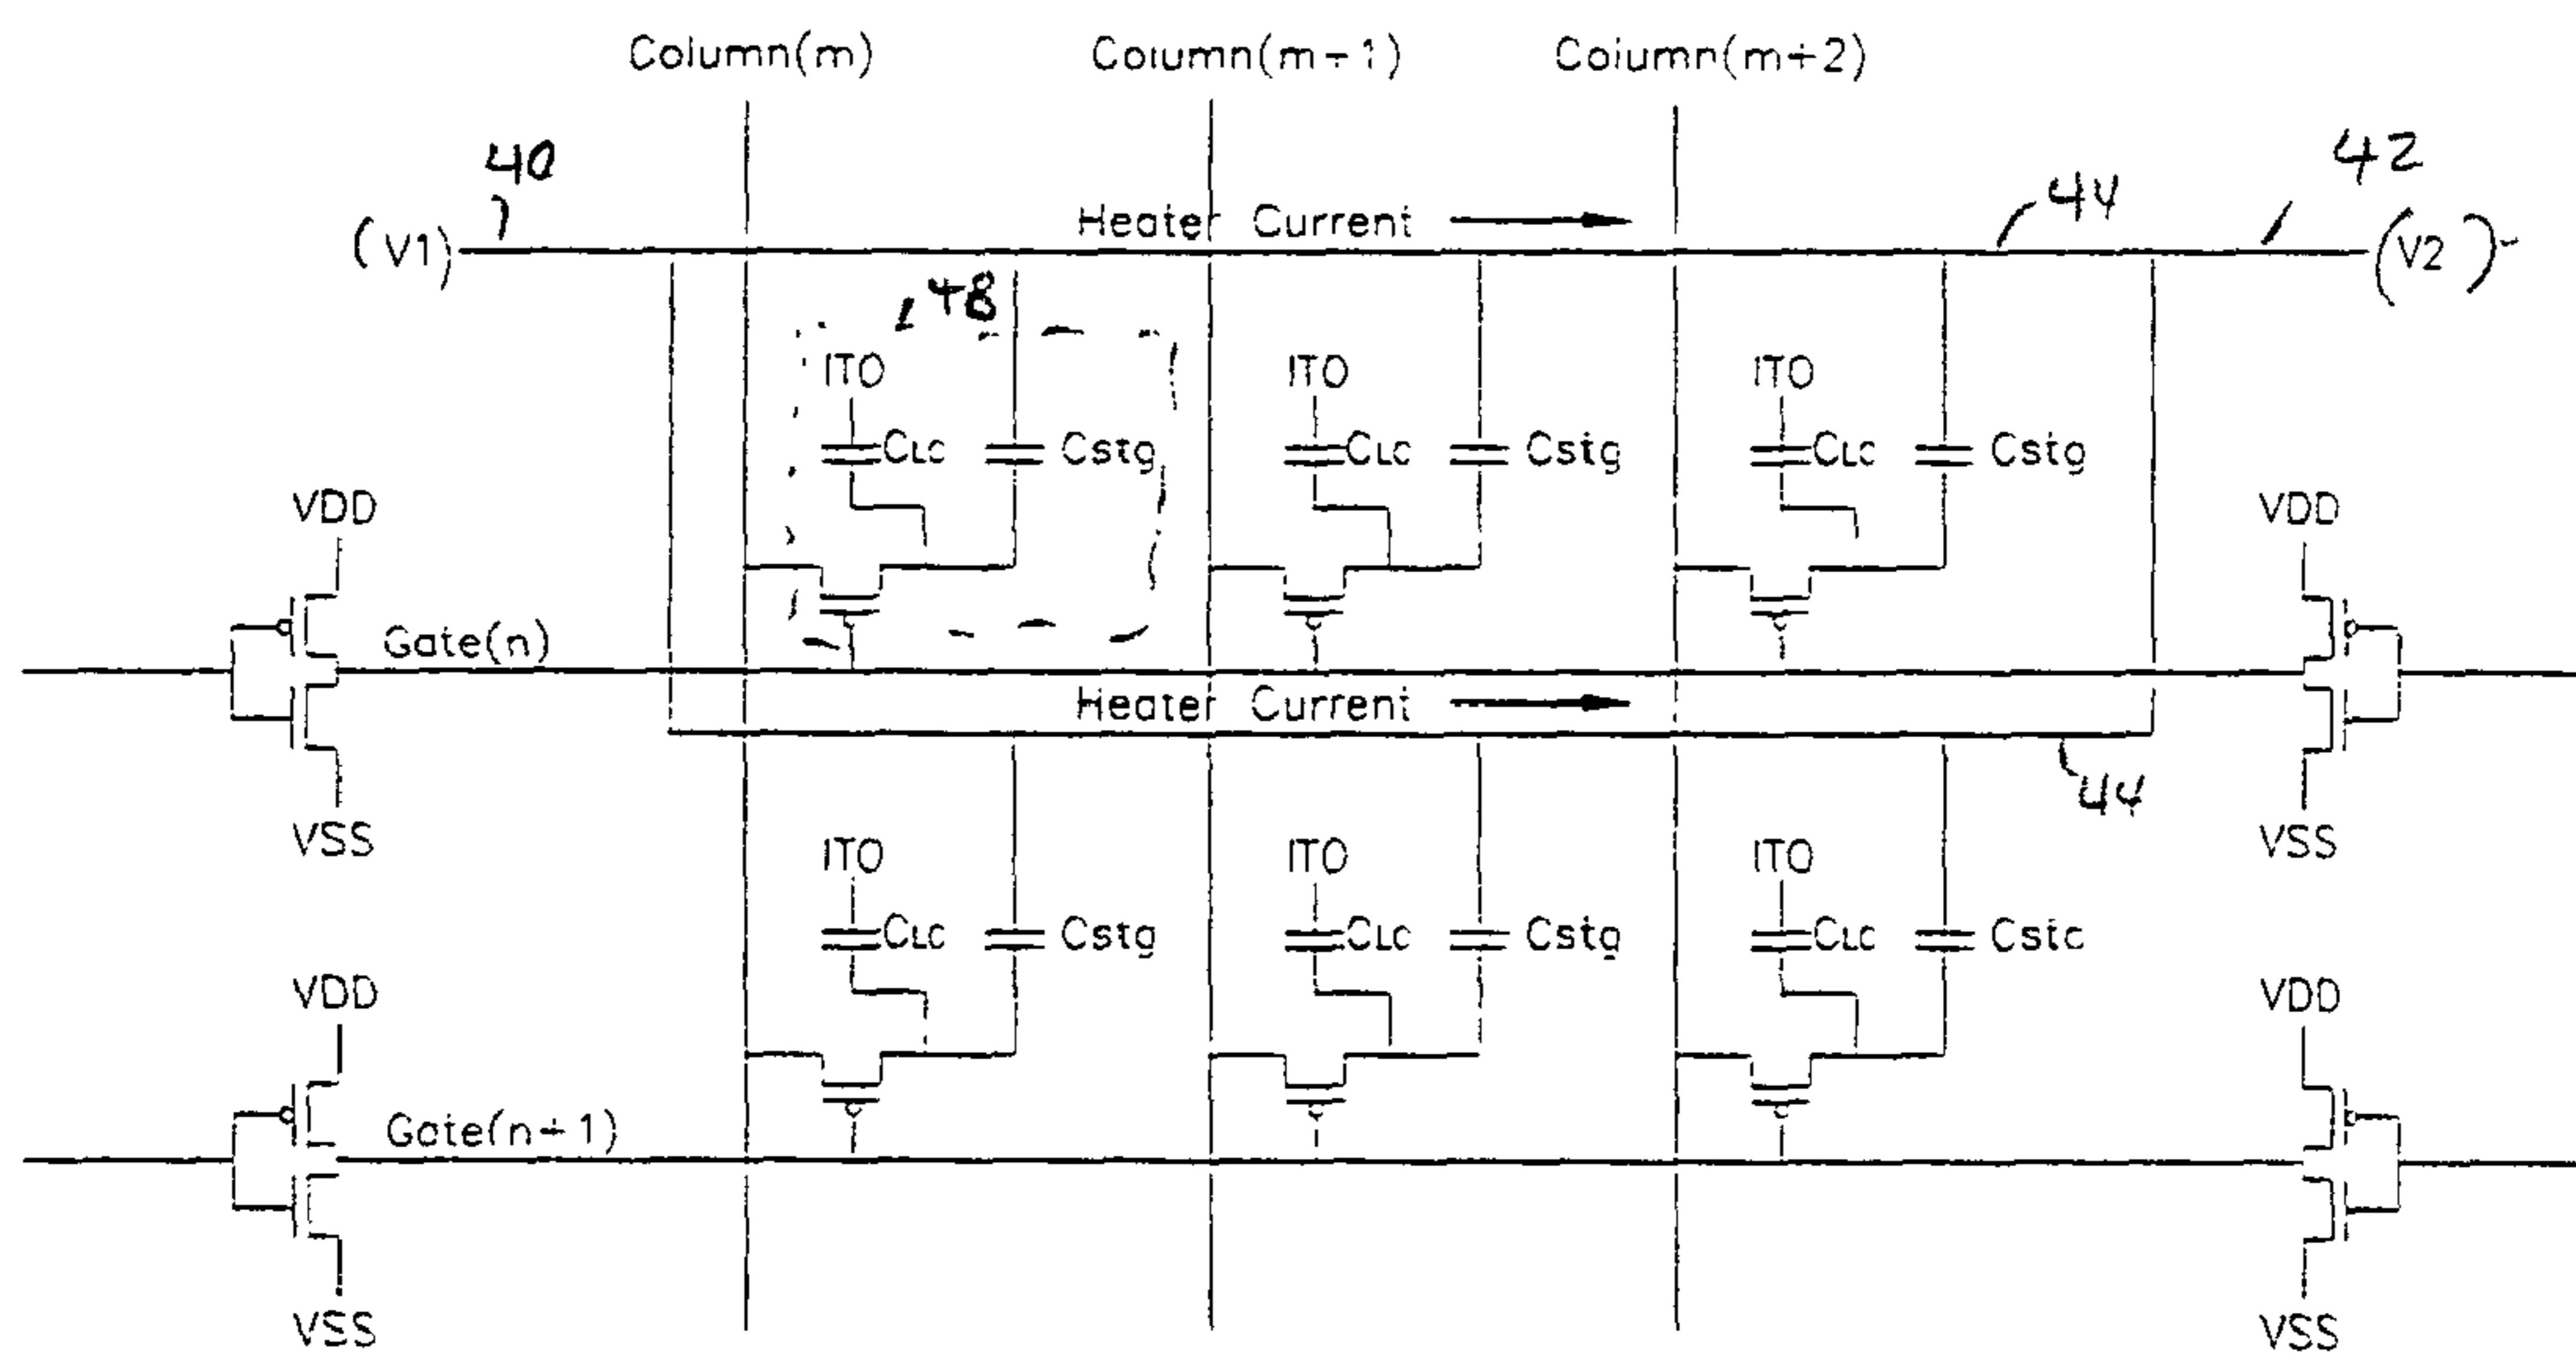 Column(m) Column(m+1) Column(m+2)
40 42
Heater Current 44
(V1) (V2)
48
ITO ITO ITO
CLC Cstg CLC Cstg CLC Cstg
VDD VDD
Gate(n)
Heater Current
44
VSS VSS
ITO ITO ITO
CLC Cstg CLC Cstg CLC Cstg
VDD VDD
Gate(n+1)
VSS VSS